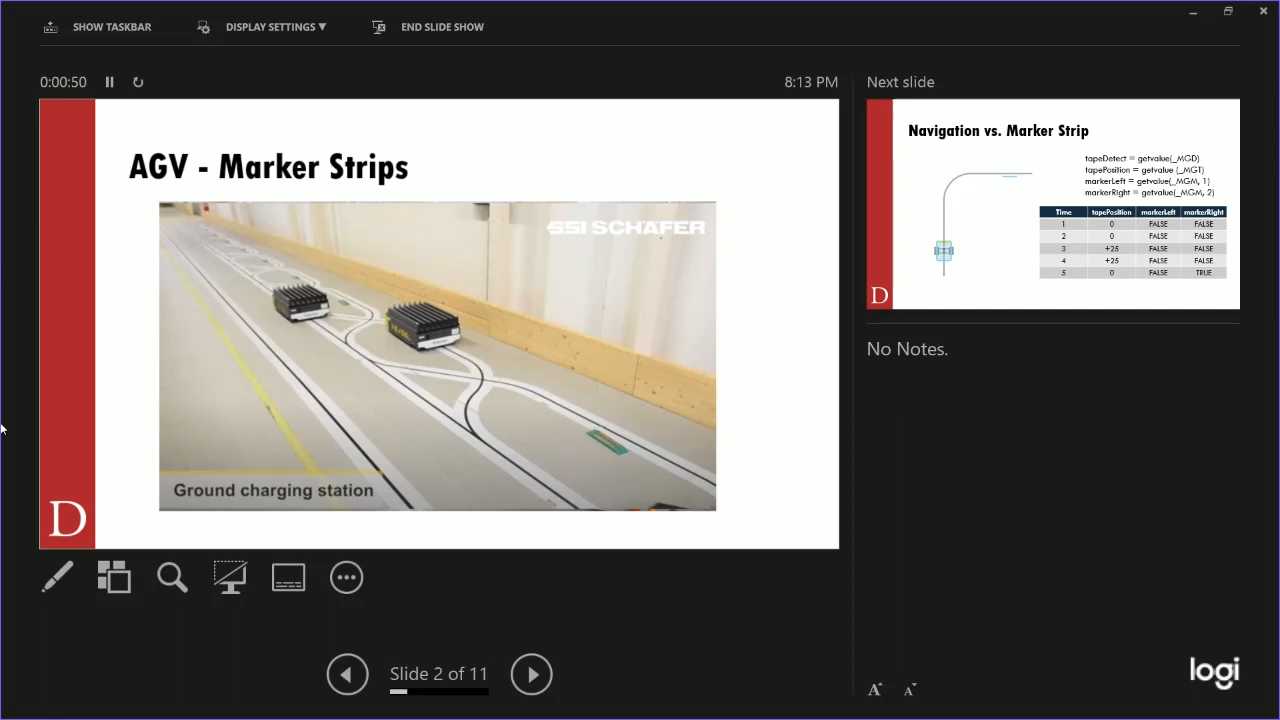 SHOW TASKBAR
DISPLAY SETTINGS ▼
END SLIDE SHOW
0:00:50
8:13 PM
AGV - Marker Strips
SSI SCHÄFER
Ground charging station
D
Slide 2 of 11
Next slide
Navigation vs. Marker Strip
tapeDetect = getvalue(_MGD)
tapePosition = getvalue (_MGT)
markerLeft = getvalue(_MGM, 1)
markerRight = getvalue(_MGM, 2)
Time tapePosition markerLeft markerRight
1 0 FALSE FALSE
2 0 FALSE FALSE
3 +25 FALSE FALSE
4 +25 FALSE FALSE
5 0 FALSE TRUE
D
No Notes.
A A
logi